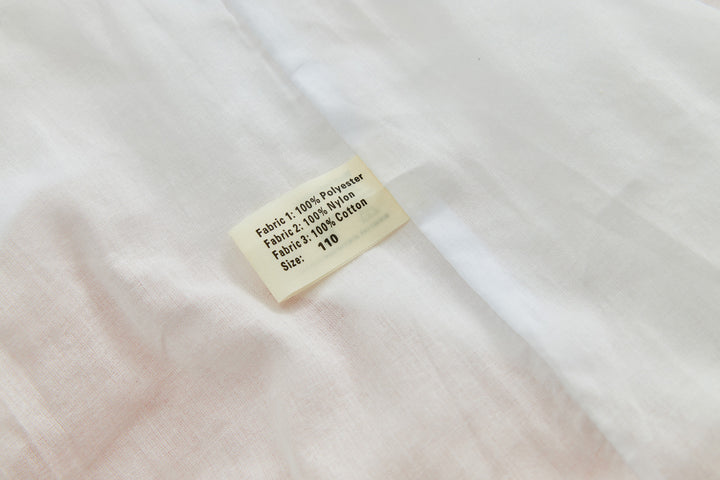 Fabric 1: 100% Polyester
Fabric 2: 100% Nylon
Fabric 3: 100% Cotton
Size: 110